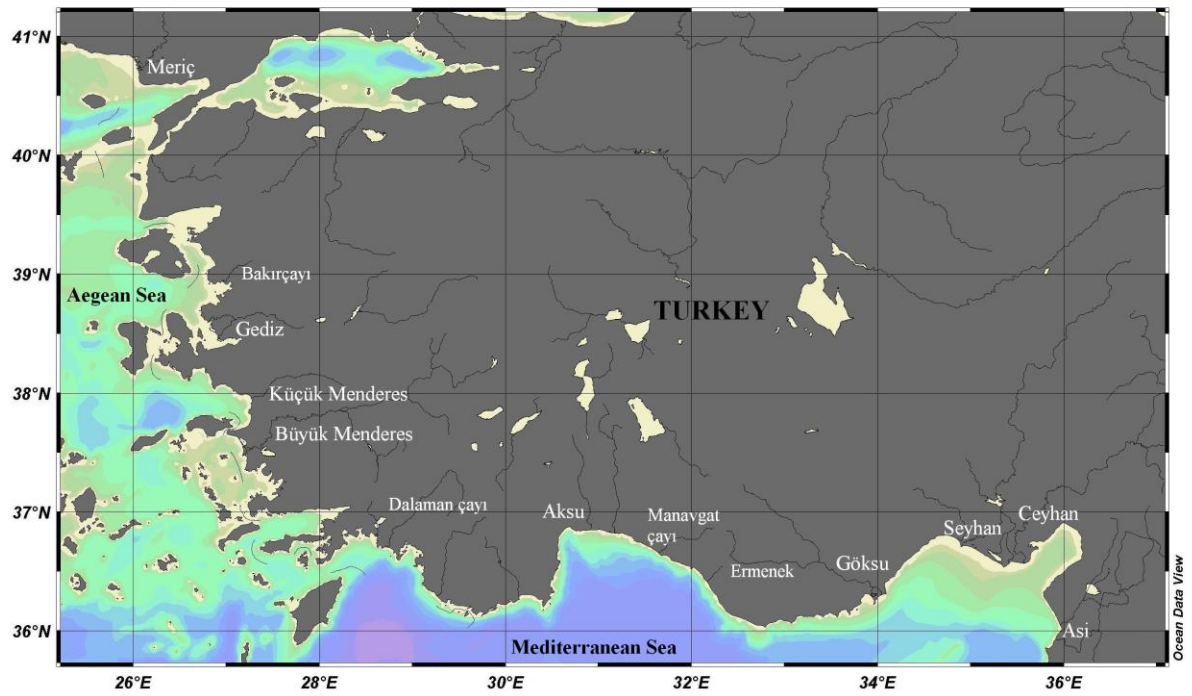 41°N
Meriç
40°N
39°N
Bakırçayı
Aegean Sea
TURKEY
Gediz
38°N
Küçük Menderes
Büyük Menderes
37°N
Dalaman çayı
Aksu
Manavgat
çayı
Seyhan
Ceyhan
Ermenek
Göksu
36°N
Mediterranean Sea
Asi
26°E
28°E
30°E
32°E
34°E
36°E
Ocean Data View